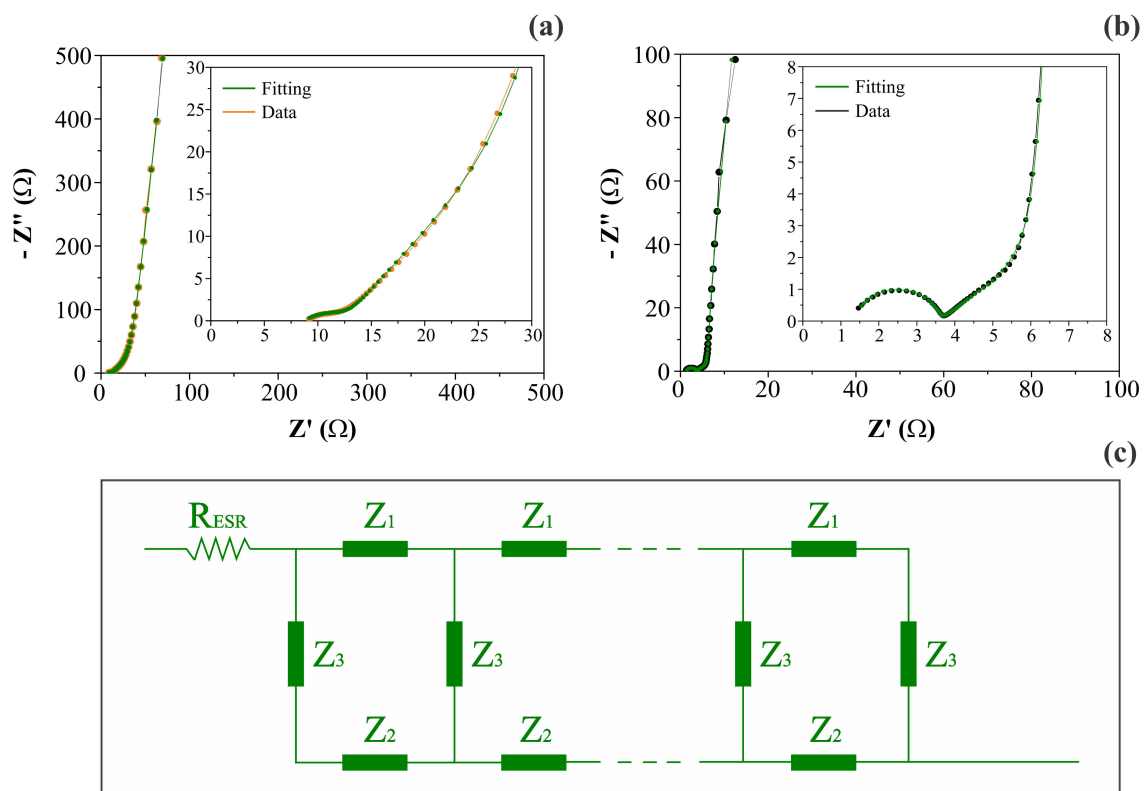 (a)
500
400
300
200
100
0
- Z" (Ω)
0 100 200 300 400 500
Z' (Ω)
30
25
20
15
10
5
0
0 5 10 15 20 25 30
Fitting
Data
(b)
100
80
60
40
20
0
- Z" (Ω)
0 20 40 60 80 100
Z' (Ω)
8
7
6
5
4
3
2
1
0
0 1 2 3 4 5 6 7 8
Fitting
Data
(c)
RESR Z1 Z1 Z1
Z3 Z3 Z3 Z3
Z2 Z2 Z2